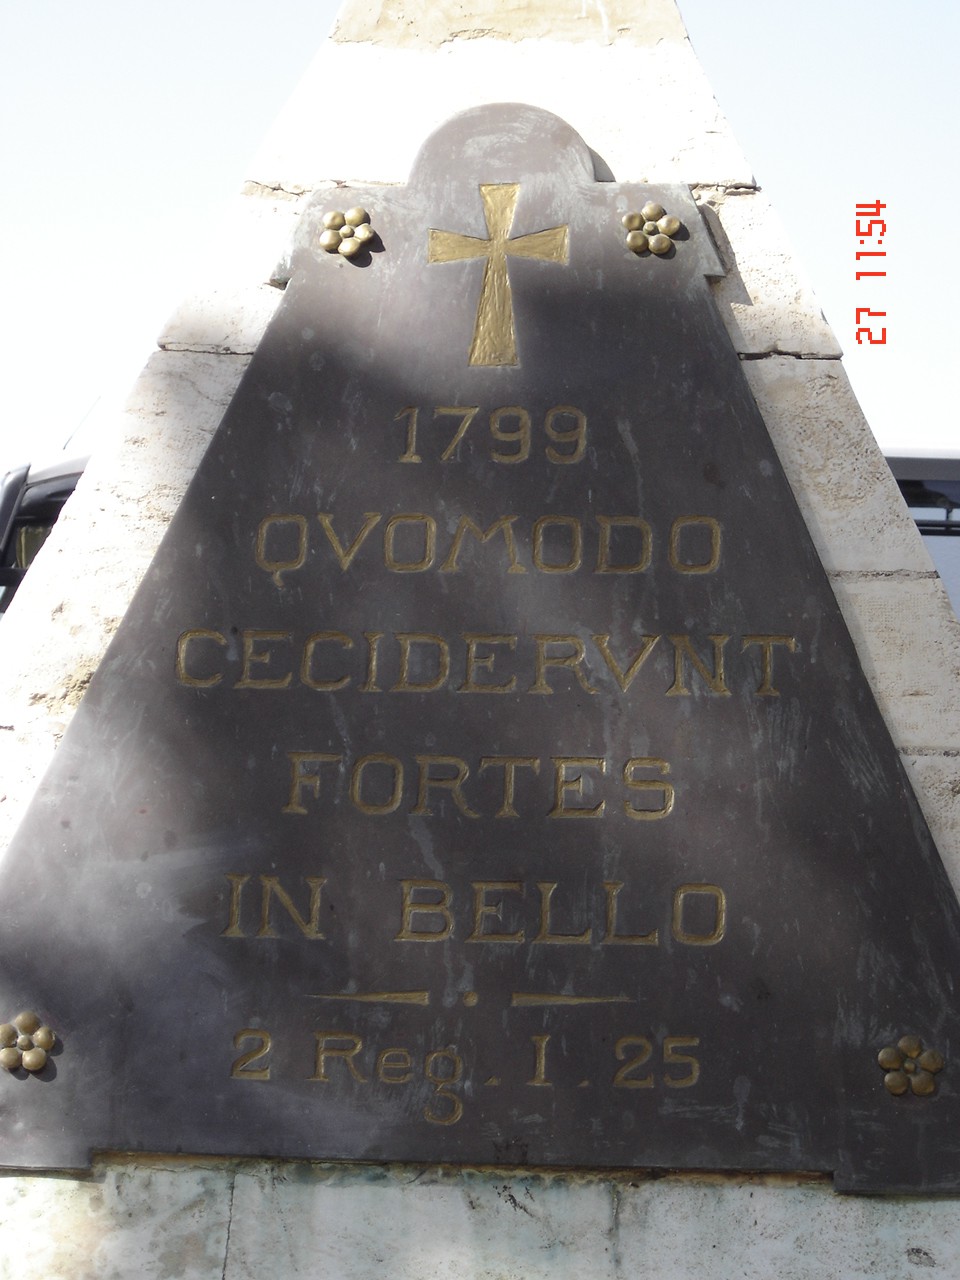 1799
QVOMODO
CECIDERVNT
FORTES
IN BELLO
2 Reg. I. 25
27 11:54